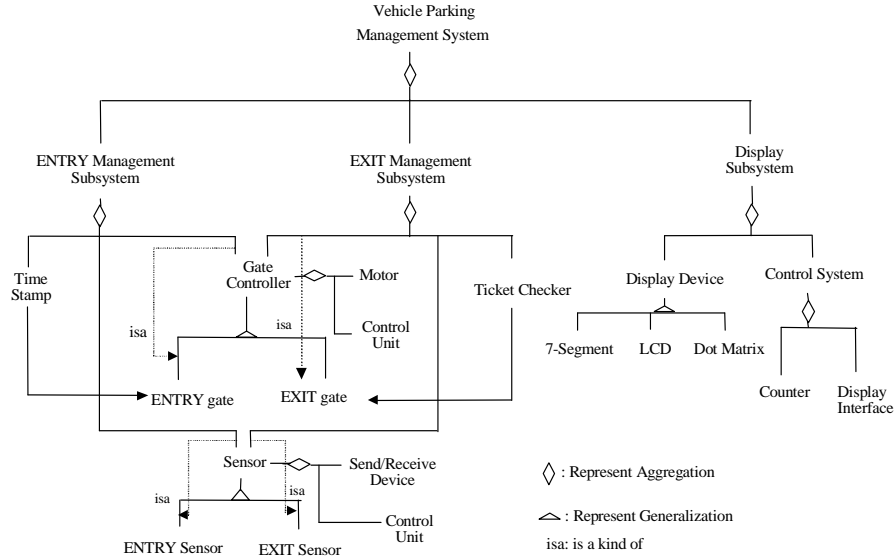 Vehicle Parking
Management System
ENTRY Management
Subsystem
EXIT Management
Subsystem
Display
Subsystem
Time
Stamp
Gate
Controller
Motor
Control
Unit
isa
isa
Ticket Checker
Display Device
Control System
7-Segment
LCD
Dot Matrix
Counter
Display
Interface
ENTRY gate
EXIT gate
Sensor
Send/Receive
Device
Control
Unit
isa
isa
ENTRY Sensor
EXIT Sensor
: Represent Aggregation
: Represent Generalization
isa: is a kind of